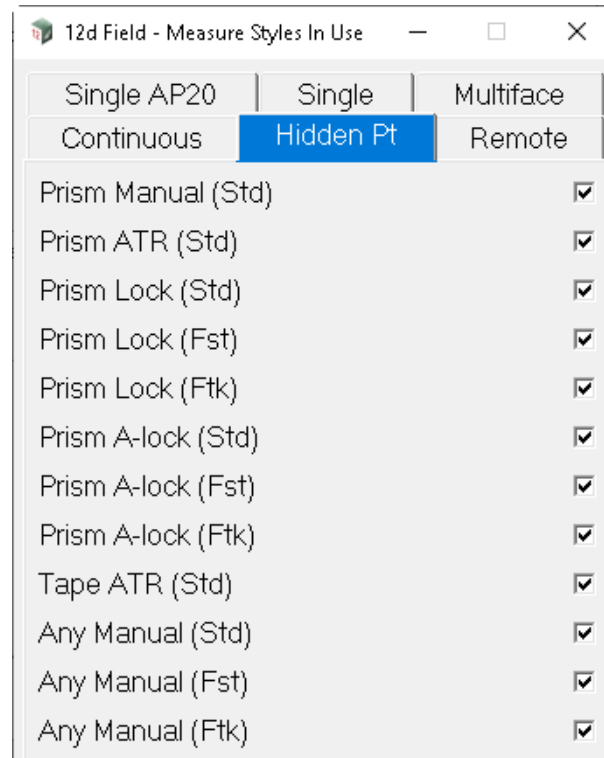 12d Field - Measure Styles In Use
Single AP20 Single Multiface
Continuous Hidden Pt Remote
Prism Manual (Std)
Prism ATR (Std)
Prism Lock (Std)
Prism Lock (Fst)
Prism Lock (Ftk)
Prism A-lock (Std)
Prism A-lock (Fst)
Prism A-lock (Ftk)
Tape ATR (Std)
Any Manual (Std)
Any Manual (Fst)
Any Manual (Ftk)